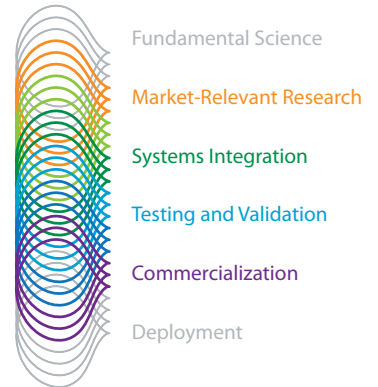 Fundamental Science
Market-Relevant Research
Systems Integration
Testing and Validation
Commercialization
Deployment